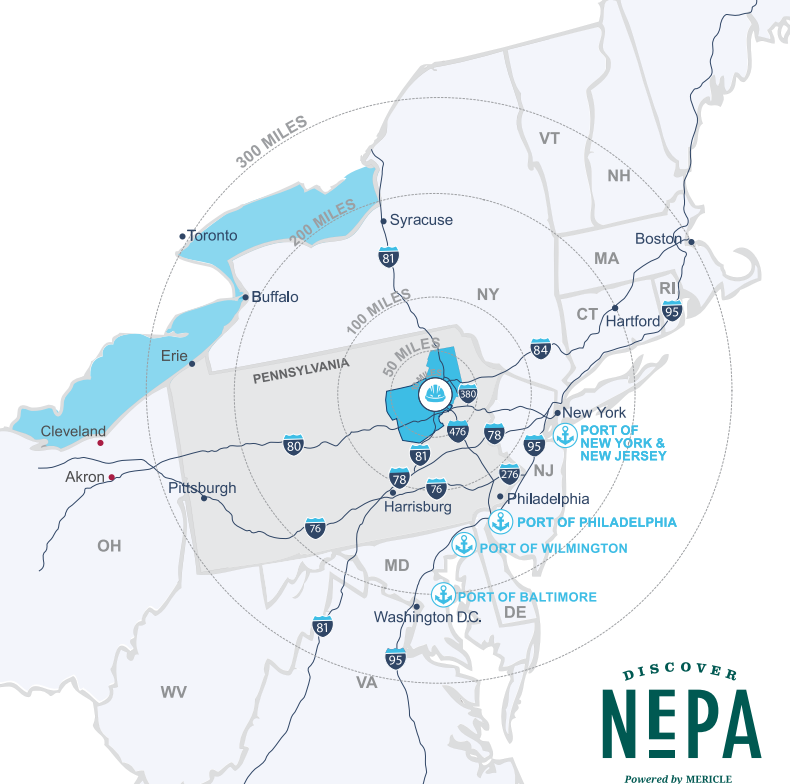 300 MILES
VT
NH
200 MILES
Toronto
Syracuse
Boston
81
MA
Buffalo
100 MILES
NY
RI
CT
95
Hartford
50 MILES
84
Erie
PENNSYLVANIA
380
New York
Cleveland
476
78
PORT OF
NEW YORK &
NEW JERSEY
80
95
81
NJ
Akron
78
276
Pittsburgh
76
Harrisburg
Philadelphia
76
PORT OF PHILADELPHIA
OH
PORT OF WILMINGTON
MD
PORT OF BALTIMORE
DE
Washington D.C.
81
95
VA
WV
DISCOVER
NEPA
Powered by MERICLE